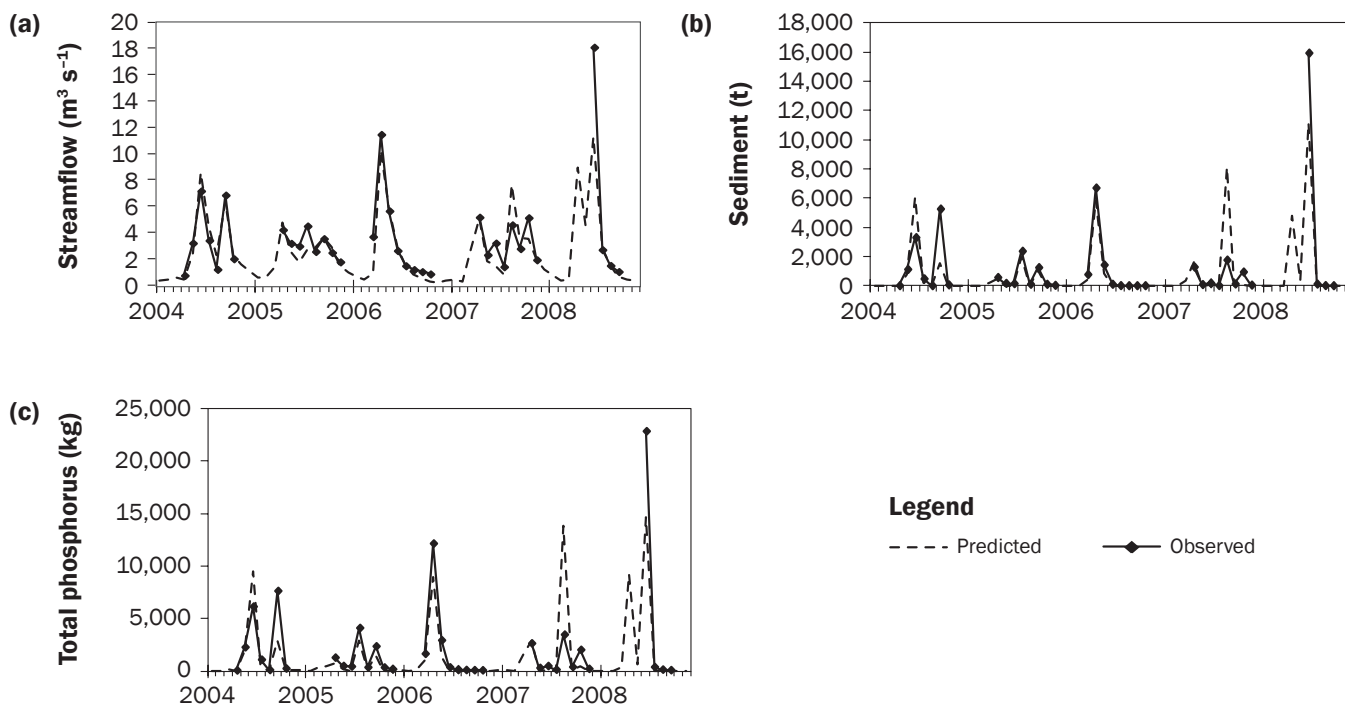 (a)
Streamflow (m³ s⁻¹)
20
18
16
14
12
10
8
6
4
2
0
2004 2005 2006 2007 2008
(b)
Sediment (t)
18,000
16,000
14,000
12,000
10,000
8,000
6,000
4,000
2,000
0
2004 2005 2006 2007 2008
(c)
Total phosphorus (kg)
25,000
20,000
15,000
10,000
5,000
0
2004 2005 2006 2007 2008
Legend
Predicted Observed